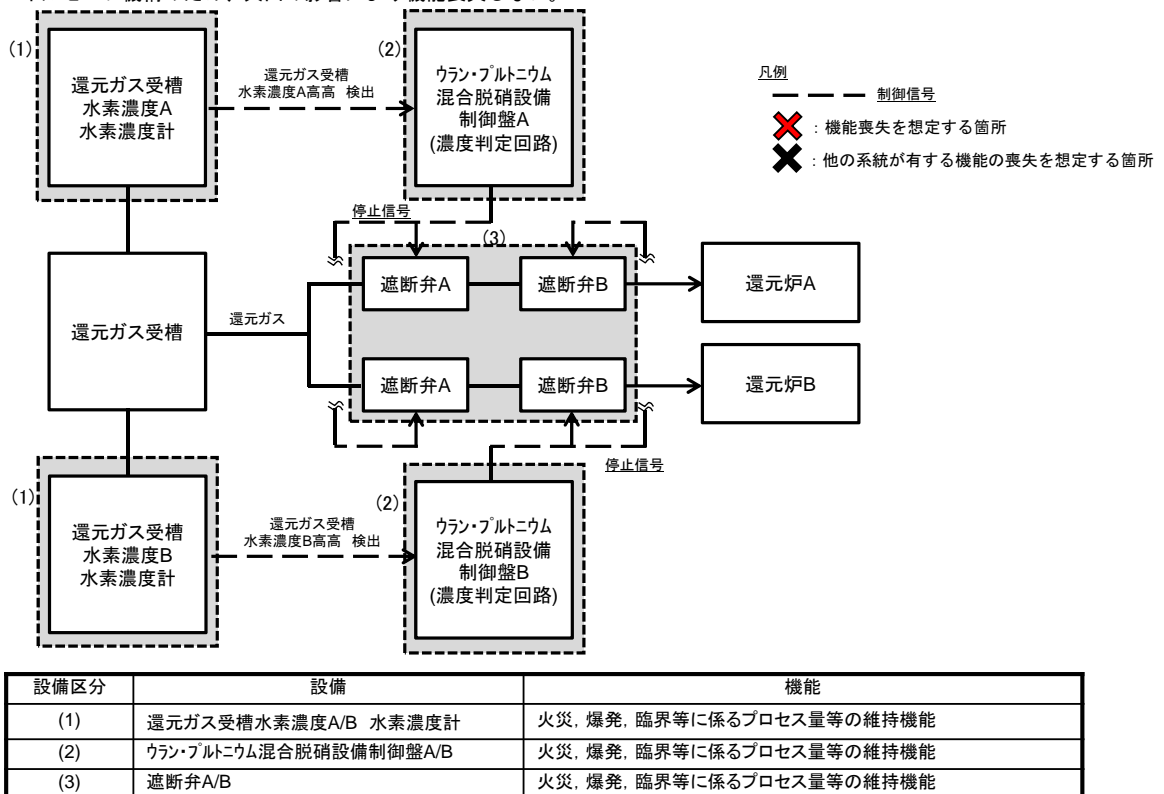 (1)
還元ガス受槽
水素濃度A
水素濃度計
還元ガス受槽
水素濃度A高高 検出
(2)
ウラン・プルトニウム
混合脱硝設備
制御盤A
(濃度判定回路)
凡例
制御信号
：機能喪失を想定する箇所
：他の系統が有する機能の喪失を想定する箇所
停止信号
(3)
遮断弁A
遮断弁B
還元炉A
還元ガス受槽
還元ガス
遮断弁A
遮断弁B
還元炉B
停止信号
(1)
還元ガス受槽
水素濃度B
水素濃度計
還元ガス受槽
水素濃度B高高 検出
(2)
ウラン・プルトニウム
混合脱硝設備
制御盤B
(濃度判定回路)
設備区分 設備 機能
(1) 還元ガス受槽水素濃度A/B 水素濃度計 火災，爆発，臨界等に係るプロセス量等の維持機能
(2) ウラン・プルトニウム混合脱硝設備制御盤A/B 火災，爆発，臨界等に係るプロセス量等の維持機能
(3) 遮断弁A/B 火災，爆発，臨界等に係るプロセス量等の維持機能